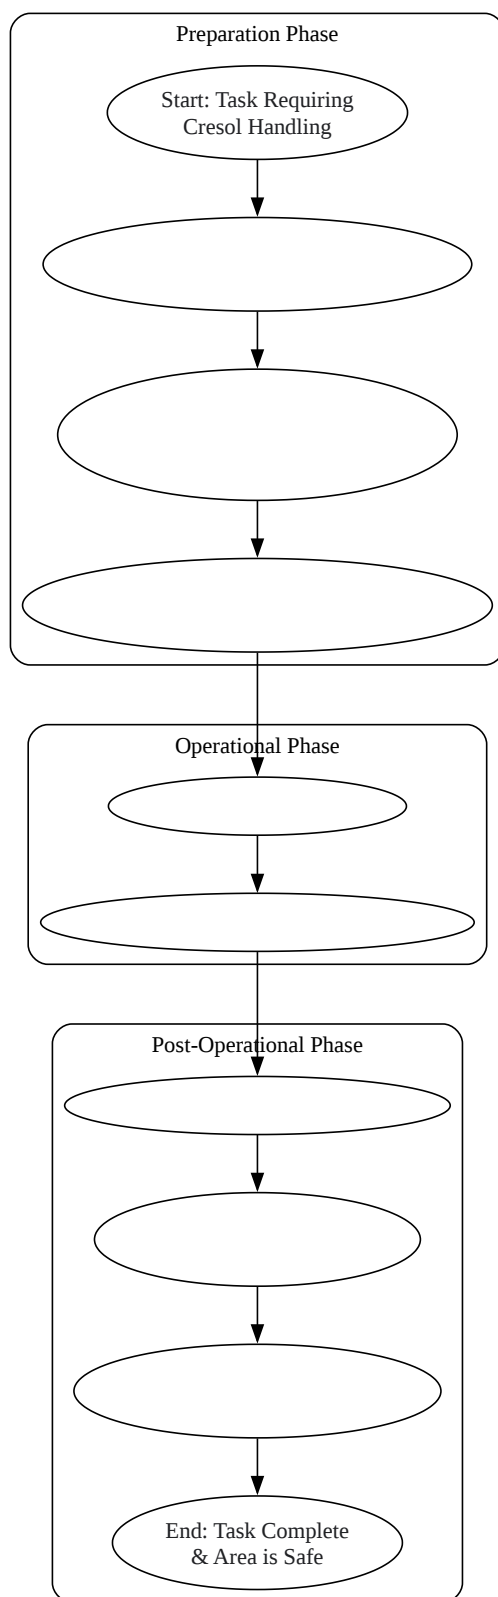 Preparation Phase
Start: Task Requiring
Cresol Handling
Operational Phase
Post-Operational Phase
End: Task Complete
& Area is Safe